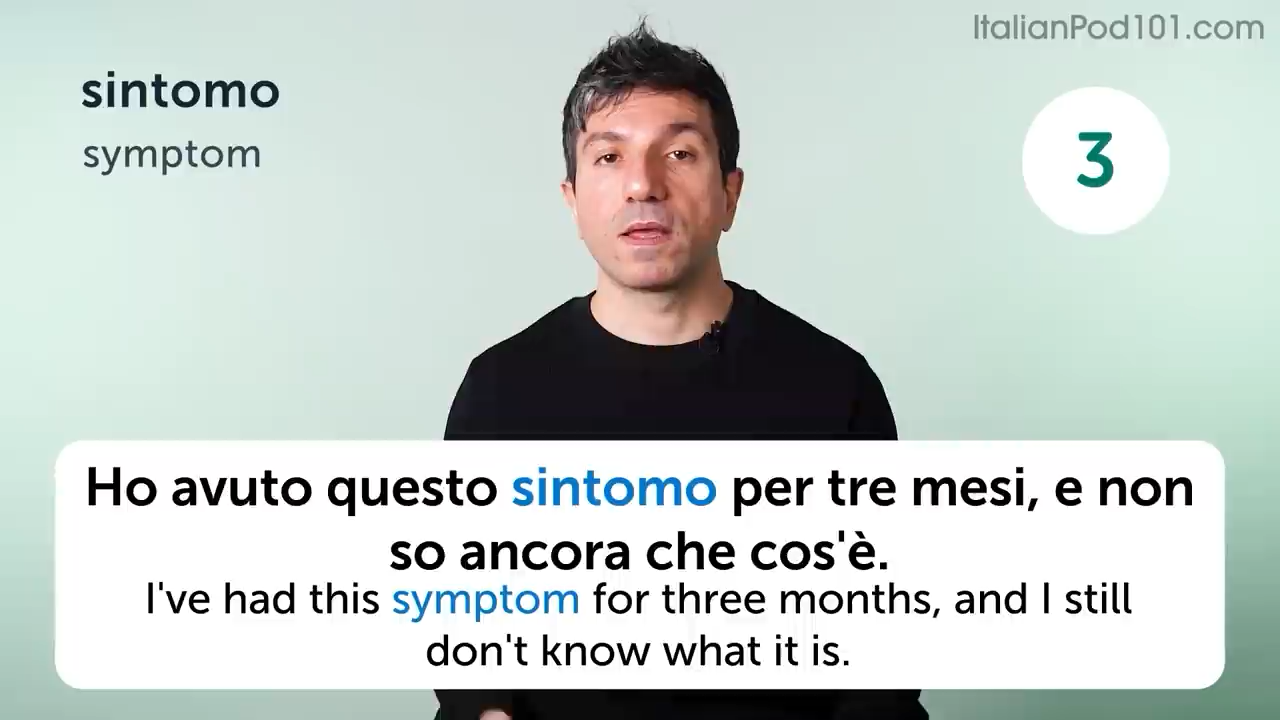 ItalianPod101.com
sintomo
symptom
3
Ho avuto questo sintomo per tre mesi, e non
so ancora che cos'è.
I've had this symptom for three months, and I still
don't know what it is.